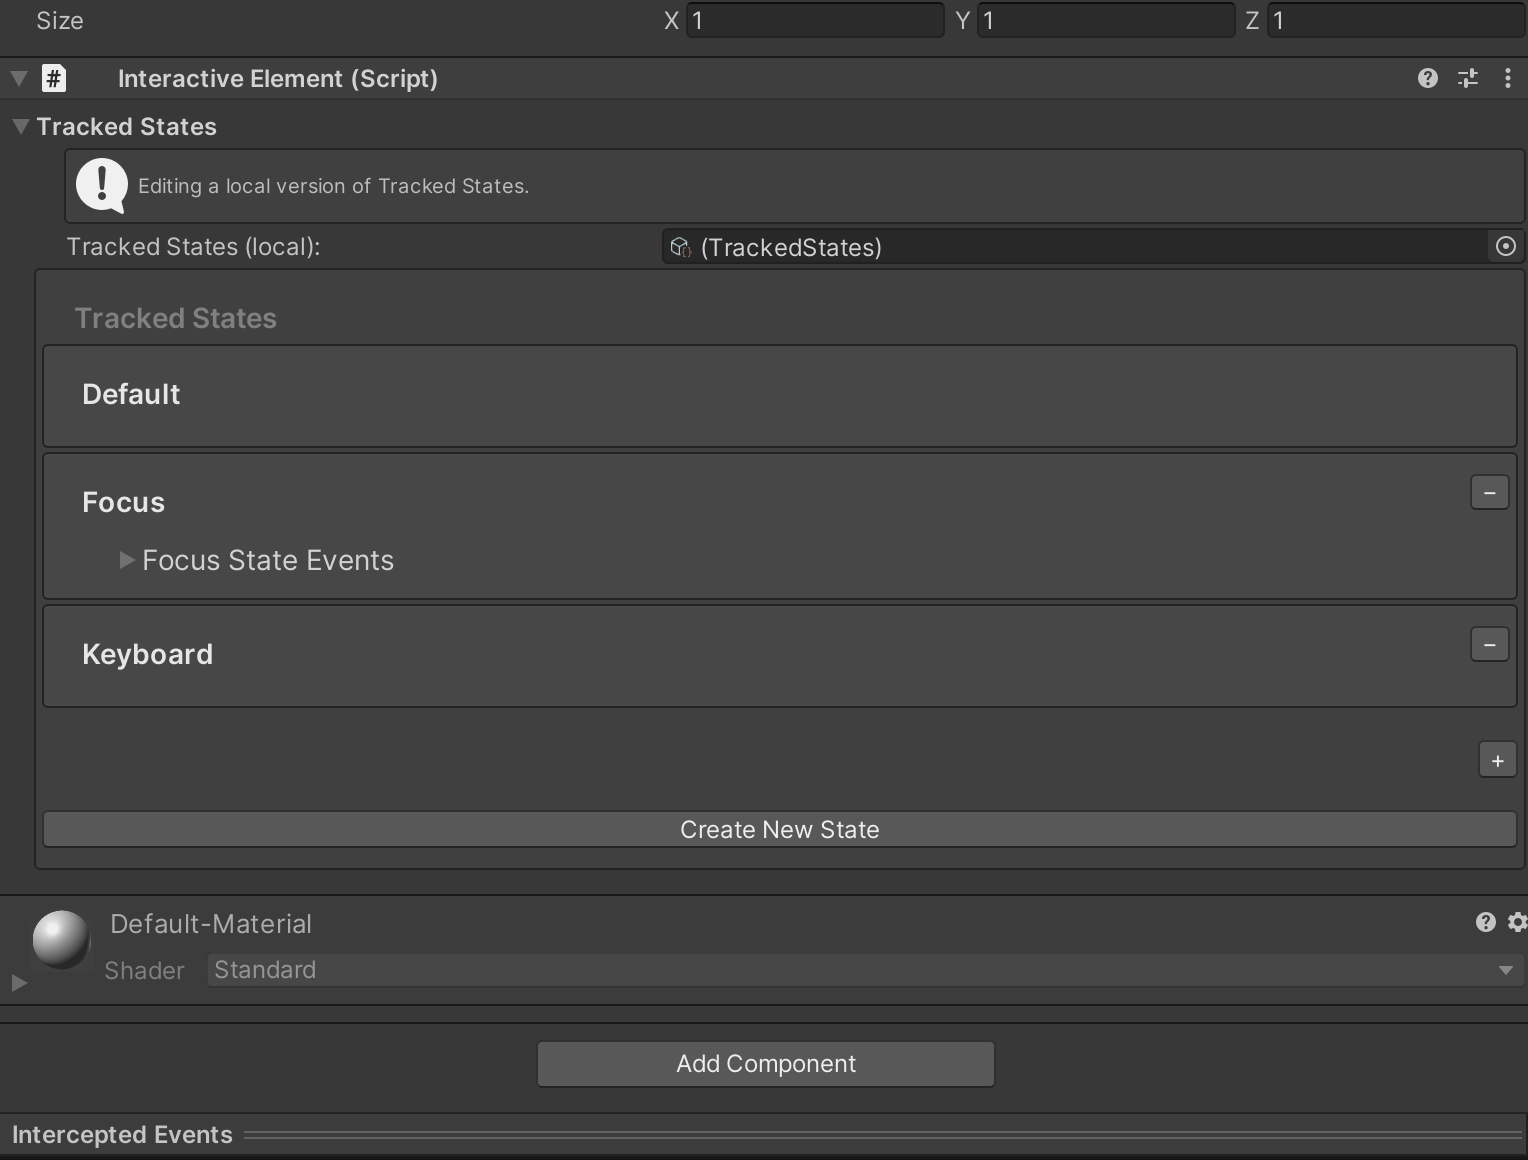 Size X 1 Y 1 Z 1
# Interactive Element (Script)
Tracked States
Editing a local version of Tracked States.
Tracked States (local): (TrackedStates)
Tracked States
Default
Focus
Focus State Events
Keyboard
Create New State
Default-Material
Shader Standard
Add Component
Intercepted Events